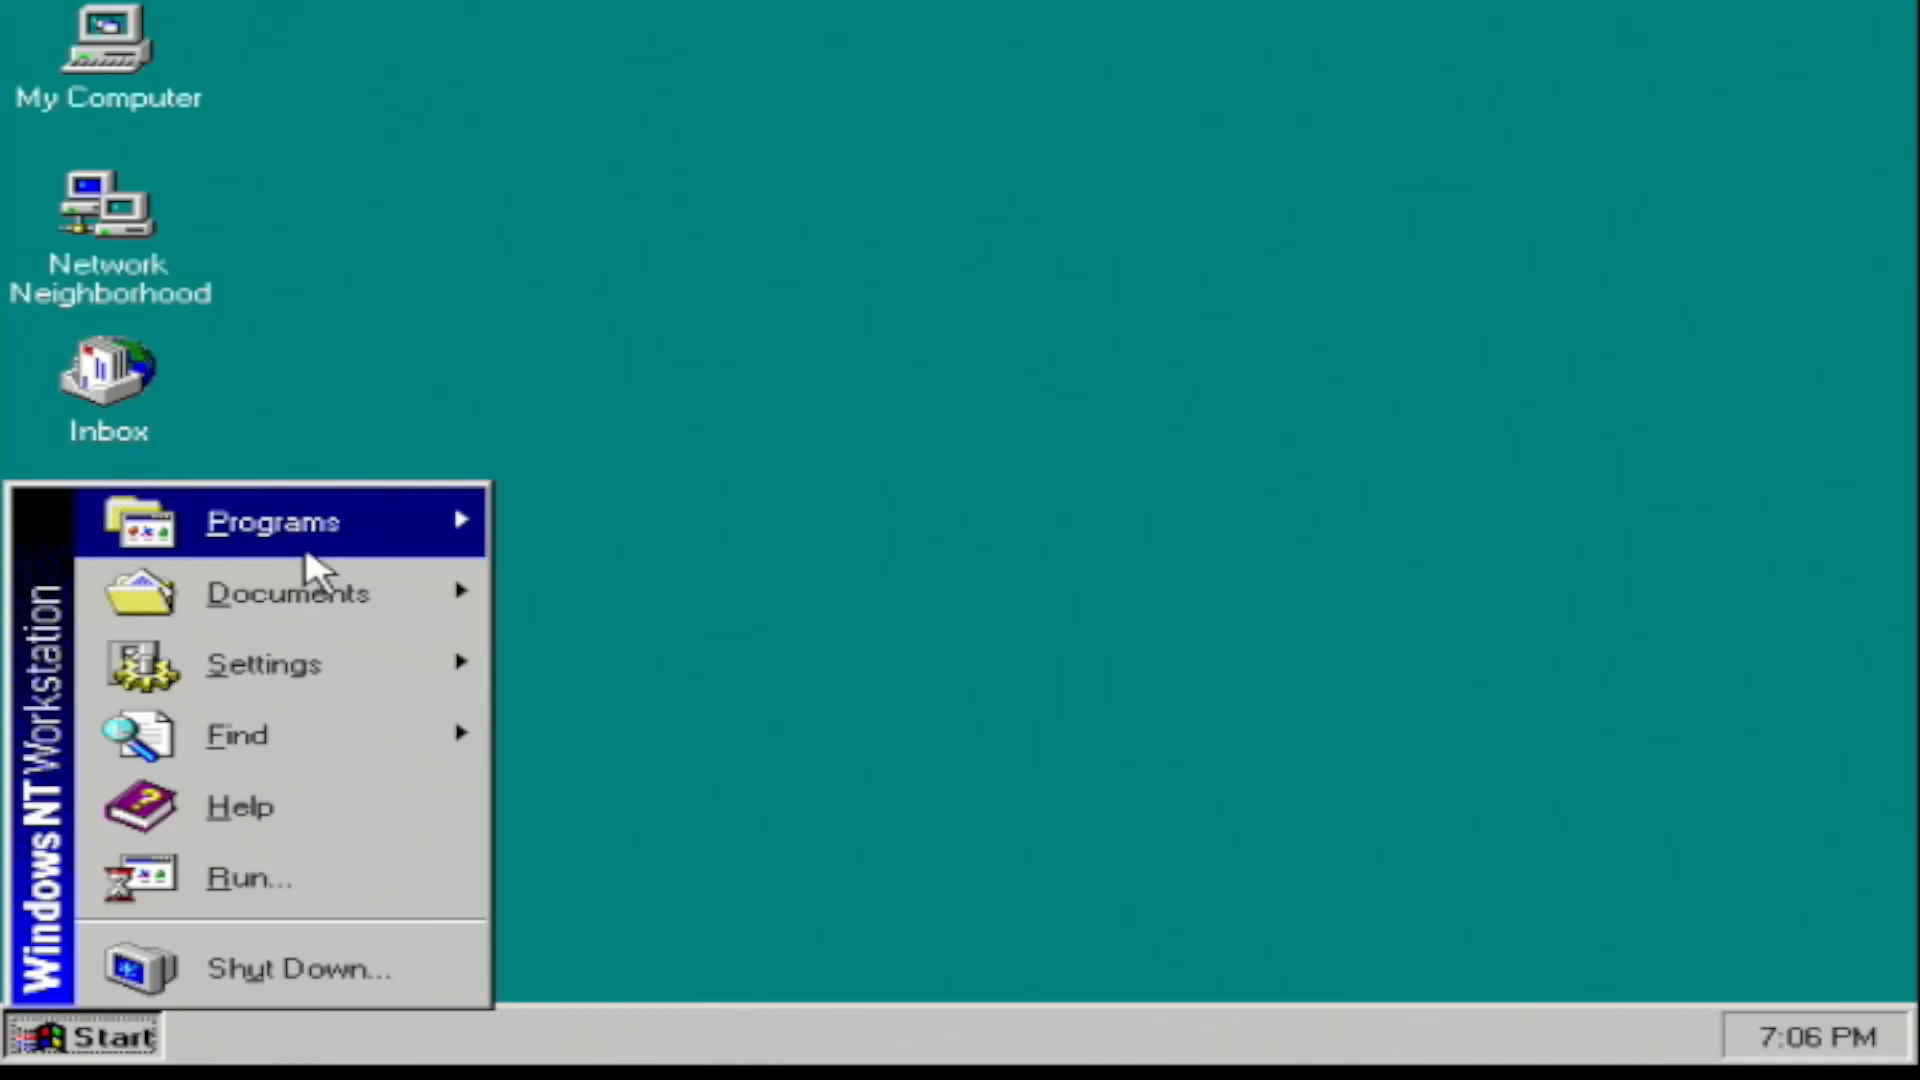 My Computer
Network
Neighborhood
Inbox
Programs
Documents
Settings
Find
Help
Run...
Shut Down...
Windows NT Workstation
Start
7:06 PM